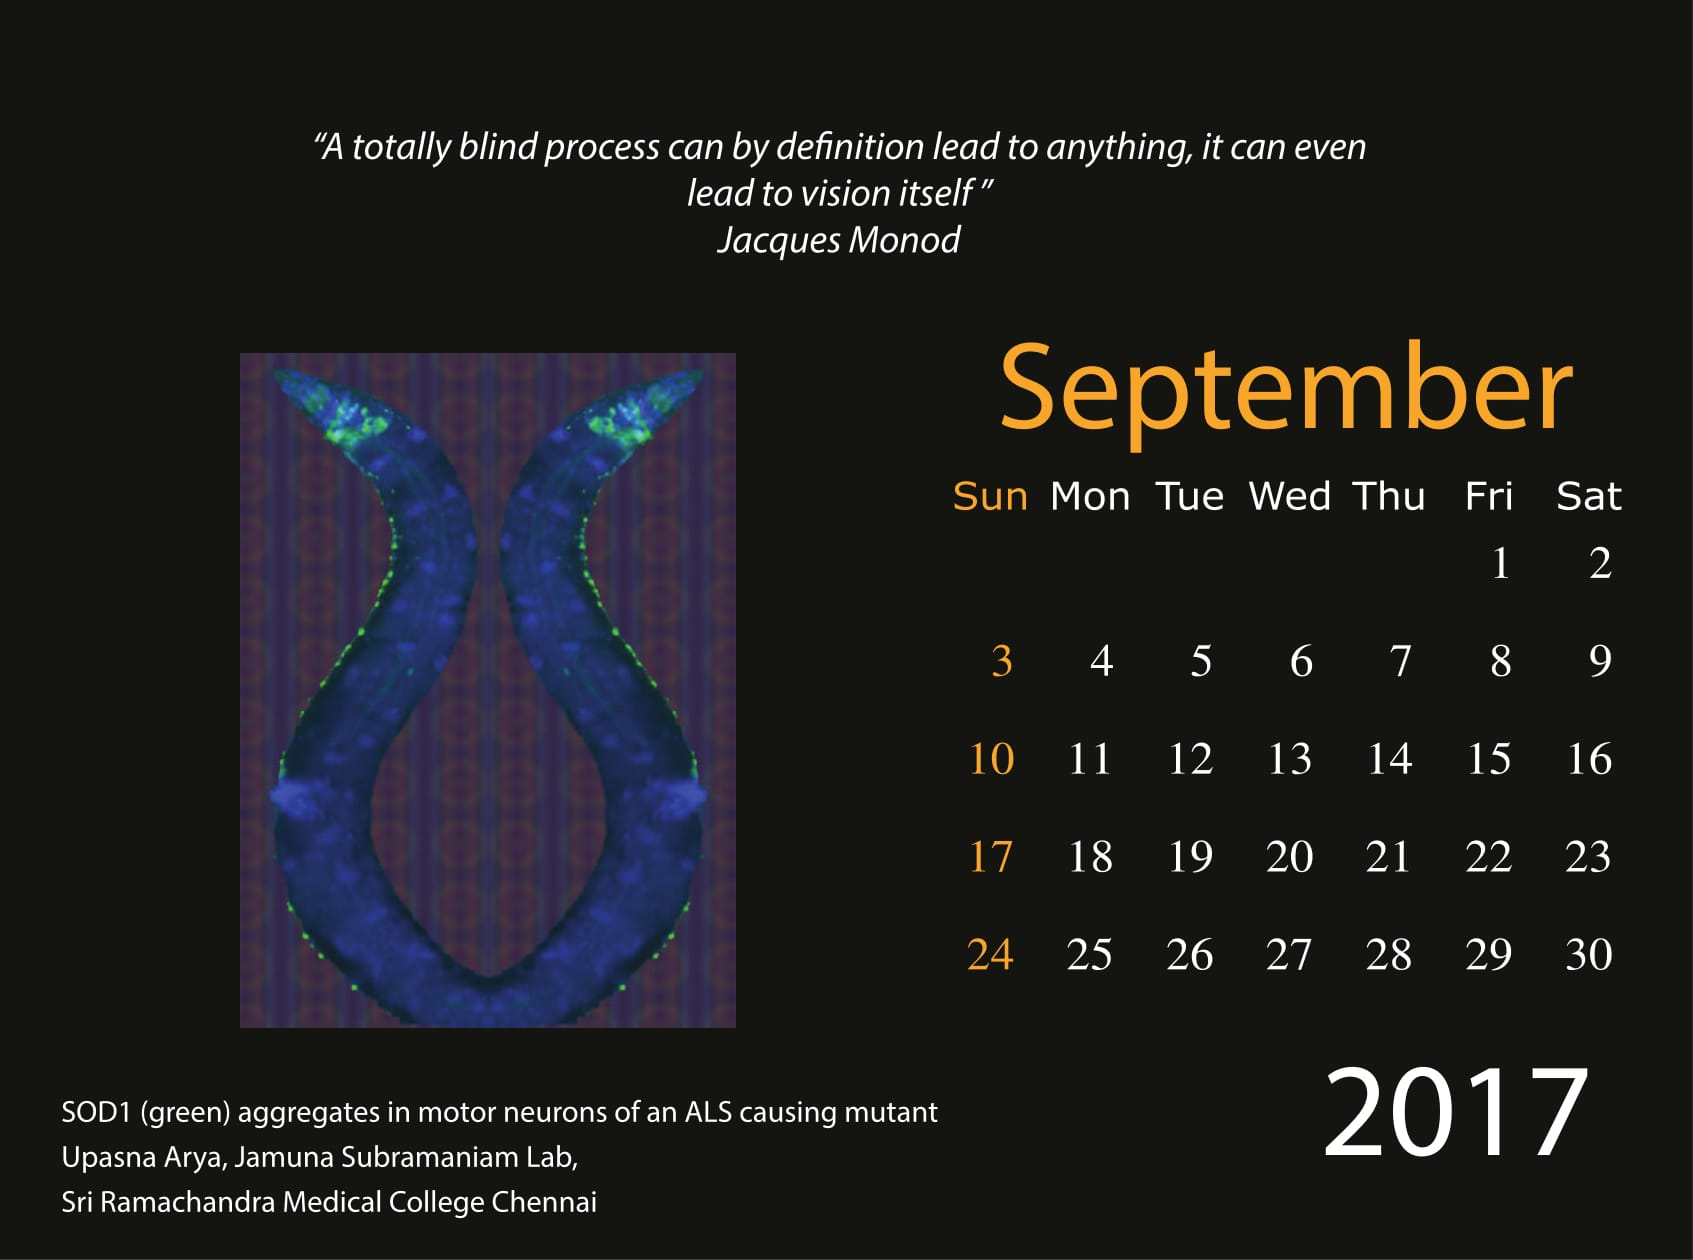 “A totally blind process can by definition lead to anything, it can even
lead to vision itself ”
Jacques Monod
September
Sun Mon Tue Wed Thu Fri Sat
1 2
3 4 5 6 7 8 9
10 11 12 13 14 15 16
17 18 19 20 21 22 23
24 25 26 27 28 29 30
2017
SOD1 (green) aggregates in motor neurons of an ALS causing mutant
Upasna Arya, Jamuna Subramaniam Lab,
Sri Ramachandra Medical College Chennai